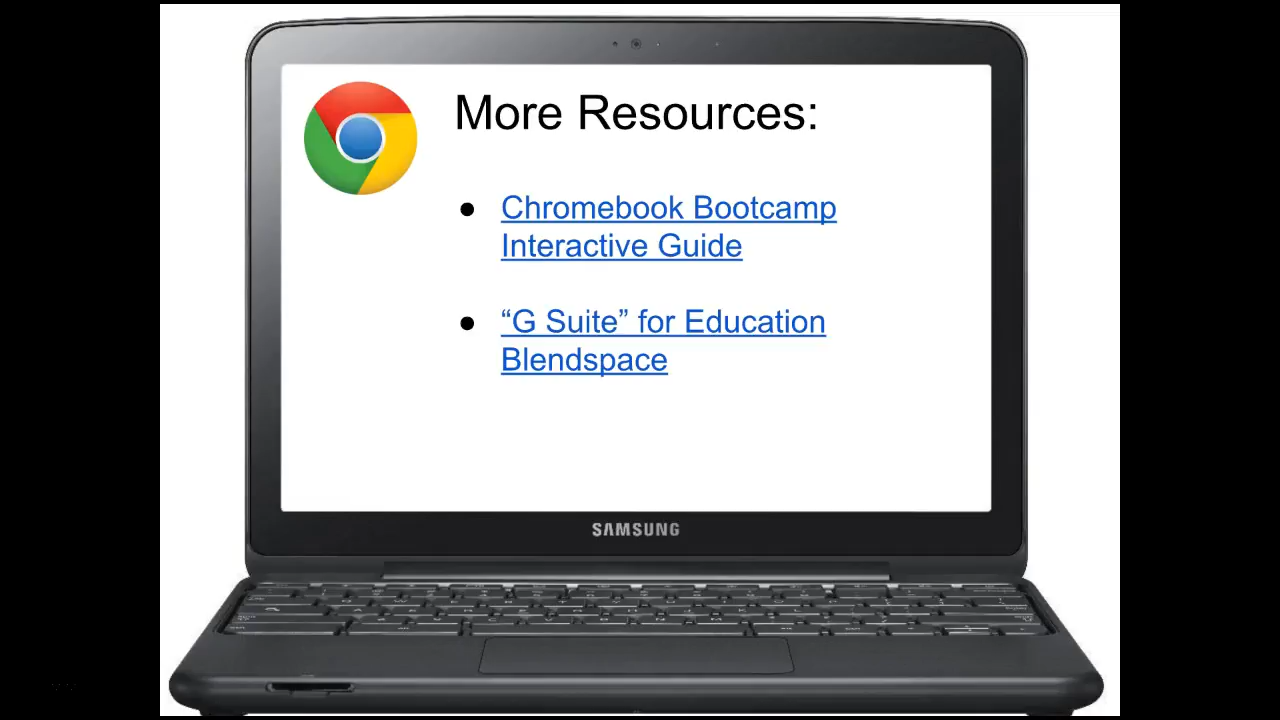 More Resources:
● Chromebook Bootcamp
Interactive Guide
● “G Suite” for Education
Blendspace
SAMSUNG